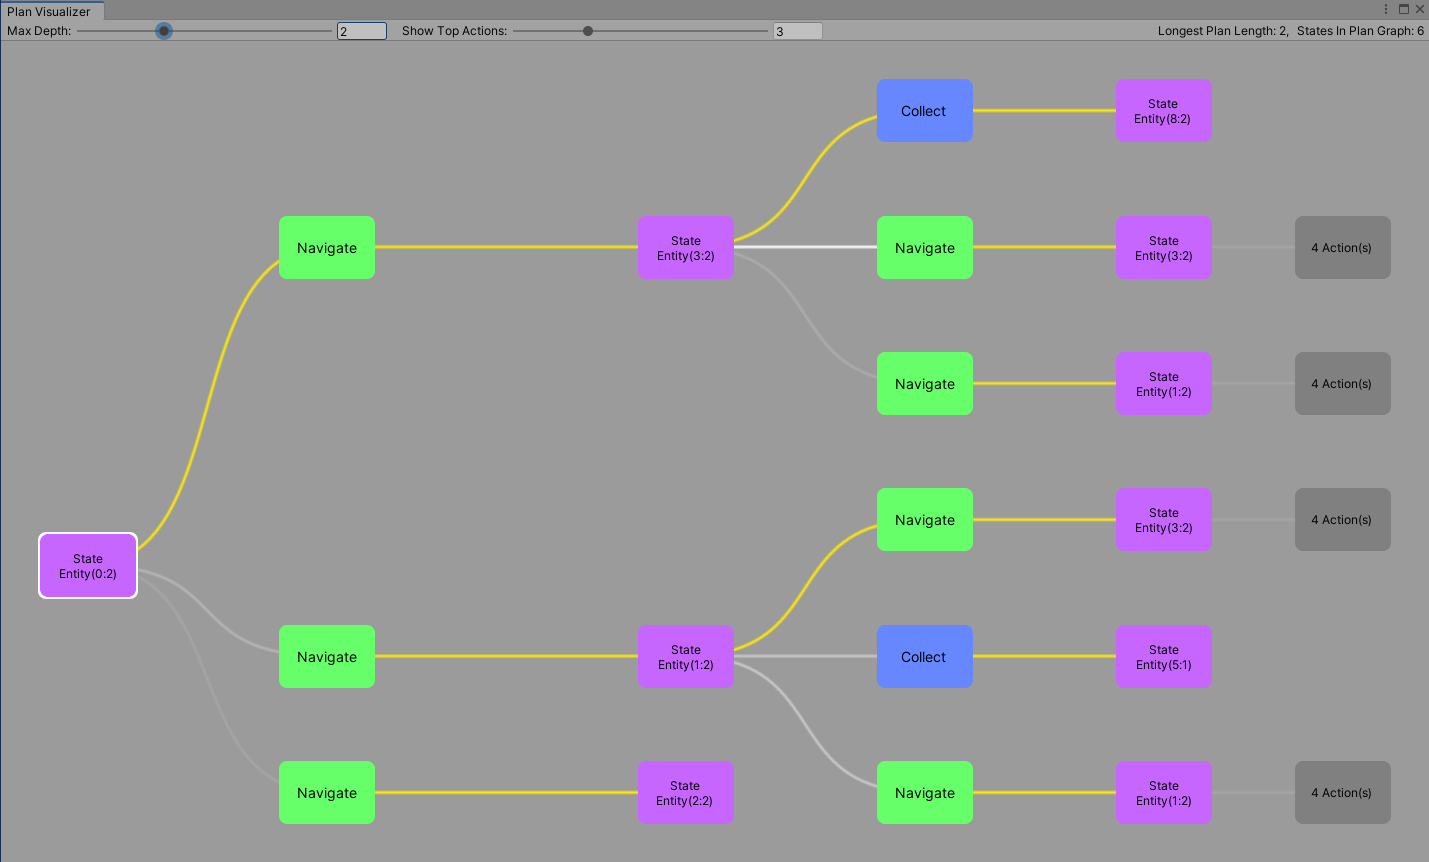 Plan Visualizer
Max Depth: 2 Show Top Actions: 3 Longest Plan Length: 2, States In Plan Graph: 6
Collect
State
Entity(8:2)
Navigate
State
Entity(3:2)
Navigate
State
Entity(3:2)
4 Action(s)
Navigate
State
Entity(1:2)
4 Action(s)
Navigate
State
Entity(3:2)
4 Action(s)
State
Entity(0:2)
Navigate
State
Entity(1:2)
Collect
State
Entity(5:1)
Navigate
State
Entity(2:2)
Navigate
State
Entity(1:2)
4 Action(s)